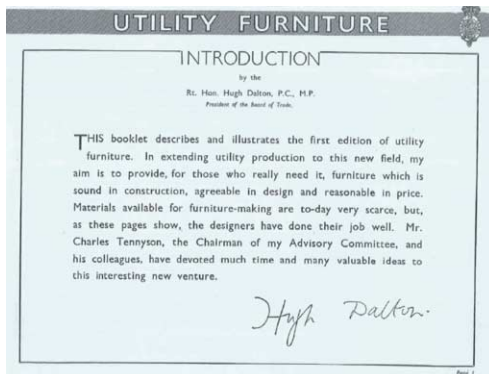 UTILITY FURNITURE
INTRODUCTION
by the
Rt. Hon. Hugh Dalton, P.C., M.P.
President of the Board of Trade.
THIS booklet describes and illustrates the first edition of utility
furniture. In extending utility production to this new field, my
aim is to provide, for those who really need it, furniture which is
sound in construction, agreeable in design and reasonable in price.
Materials available for furniture-making are to-day very scarce, but,
as these pages show, the designers have done their job well. Mr.
Charles Tennyson, the Chairman of my Advisory Committee, and
his colleagues, have devoted much time and many valuable ideas to
this interesting new venture.
Hugh Dalton.